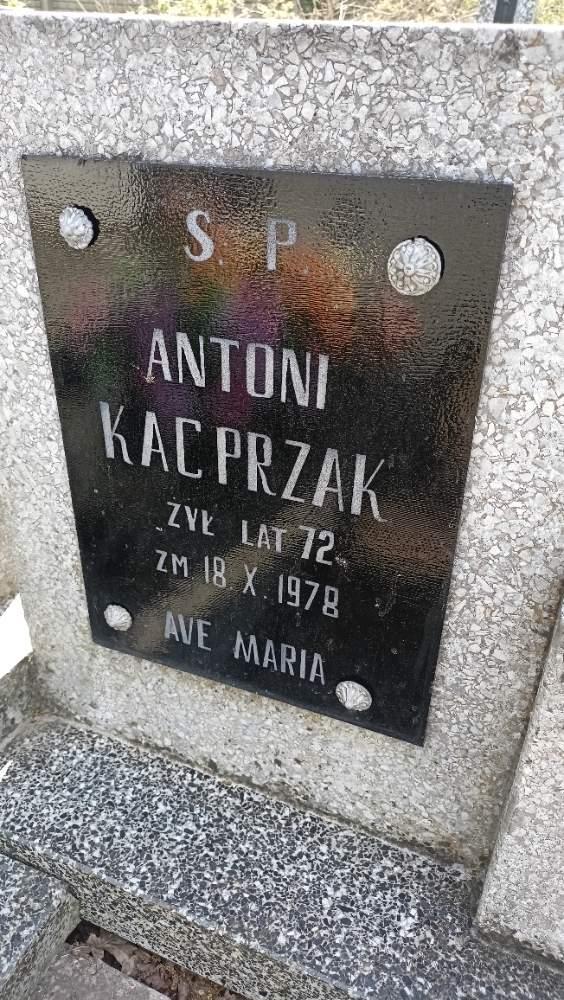 S. P.
ANTONI
KACPRZAK
ŻYŁ LAT 72
ZM 18 X. 1978
AVE MARIA